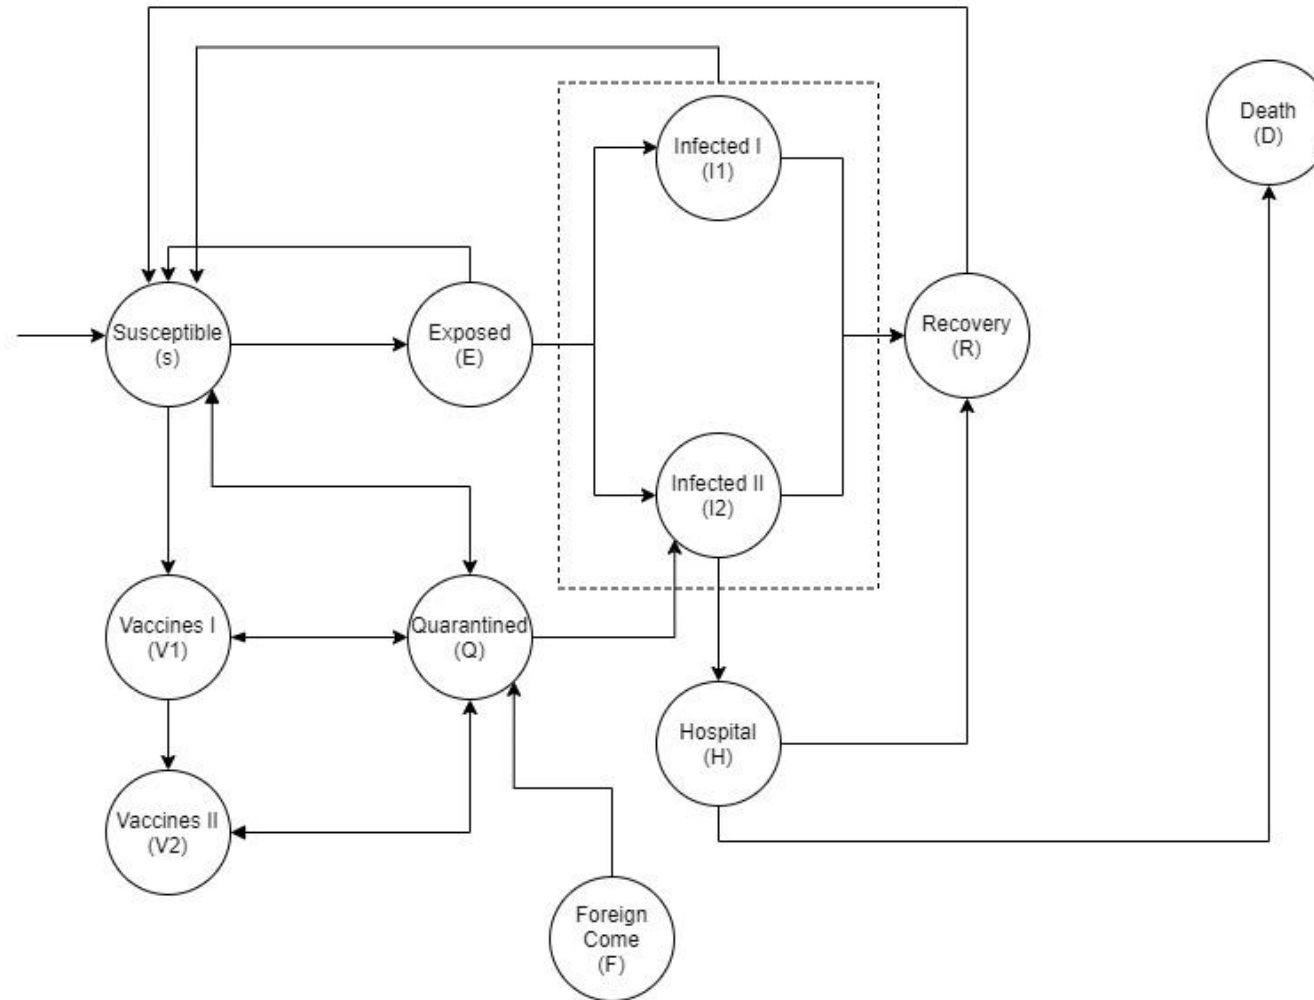 Death
(D)
Infected I
(I1)
Susceptible
(s)
Exposed
(E)
Recovery
(R)
Infected II
(I2)
Vaccines I
(V1)
Quarantined
(Q)
Hospital
(H)
Vaccines II
(V2)
Foreign
Come
(F)